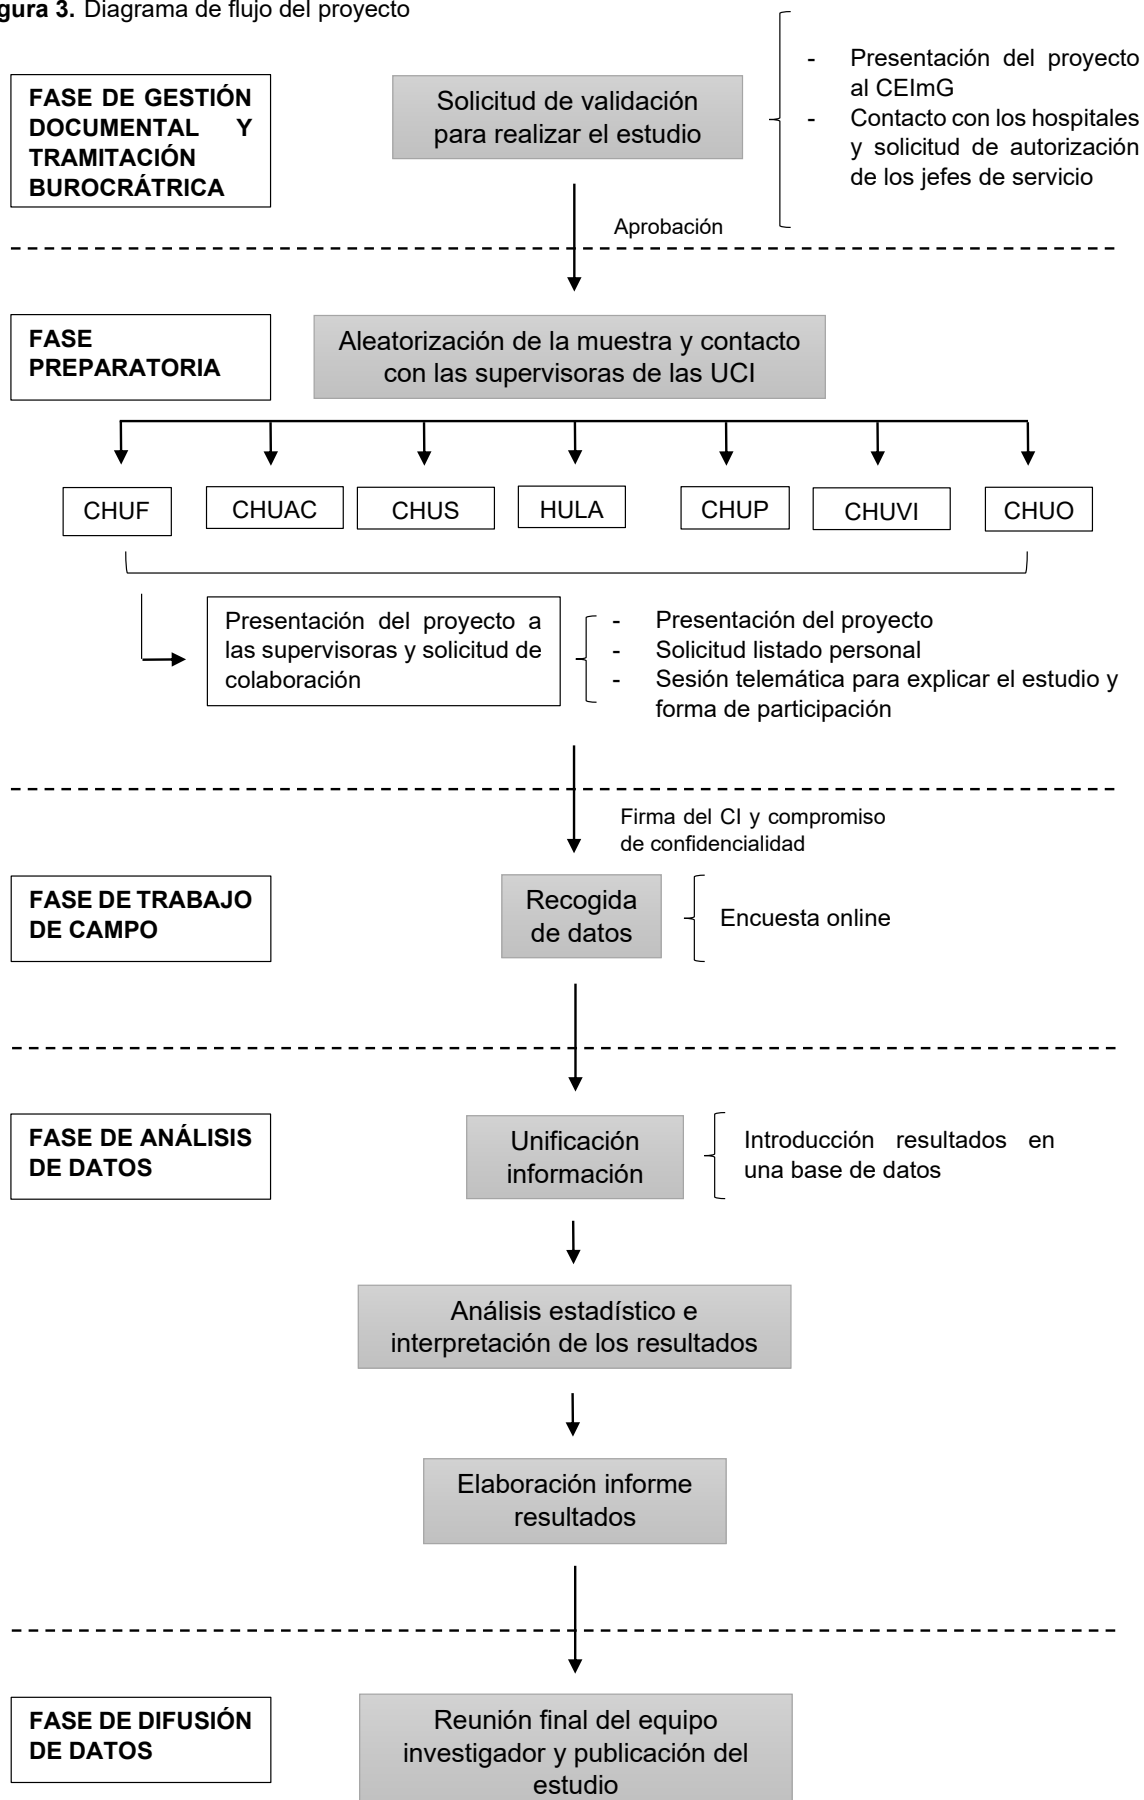 gura 3. Diagrama de flujo del proyecto
FASE DE GESTIÓN
DOCUMENTAL Y
TRAMITACIÓN
BUROCRÁTRICA
Solicitud de validación
para realizar el estudio
- Presentación del proyecto
al CEImG
- Contacto con los hospitales
y solicitud de autorización
de los jefes de servicio
Aprobación
FASE
PREPARATORIA
Aleatorización de la muestra y contacto
con las supervisoras de las UCI
CHUF CHUAC CHUS HULA CHUP CHUVI CHUO
Presentación del proyecto a
las supervisoras y solicitud de
colaboración
- Presentación del proyecto
- Solicitud listado personal
- Sesión telemática para explicar el estudio y
forma de participación
Firma del CI y compromiso
de confidencialidad
FASE DE TRABAJO
DE CAMPO
Recogida
de datos
Encuesta online
FASE DE ANÁLISIS
DE DATOS
Unificación
información
Introducción resultados en
una base de datos
Análisis estadístico e
interpretación de los resultados
Elaboración informe
resultados
FASE DE DIFUSIÓN
DE DATOS
Reunión final del equipo
investigador y publicación del
estudio